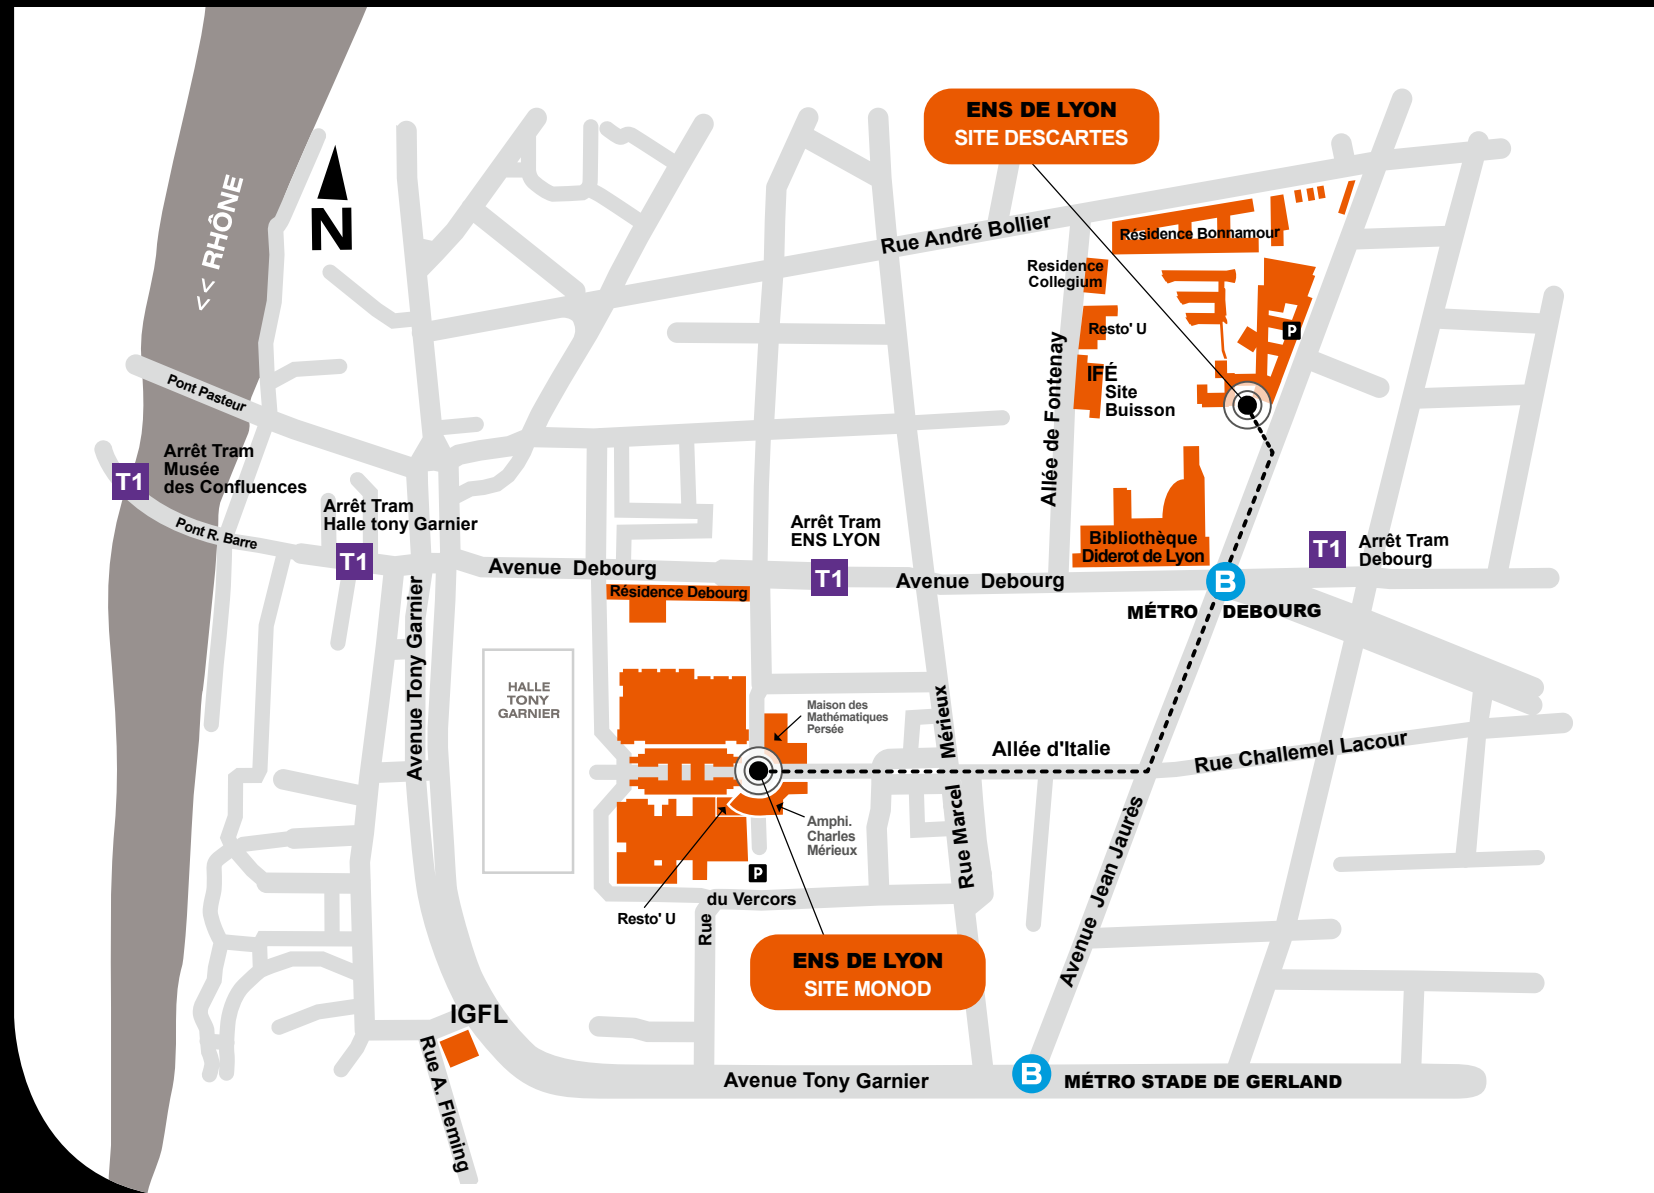 ENS DE LYON
SITE DESCARTES
<< RHÔNE
N
Rue André Bollier
Résidence Bonnamour
Residence
Collegium
Resto' U
P
IFÉ
Site
Buisson
Allée de Fontenay
Pont Pasteur
T1
Arrêt Tram
Musée
des Confluences
Pont R. Barre
Arrêt Tram
Halle tony Garnier
T1
Arrêt Tram
ENS LYON
T1
Bibliothèque
Diderot de Lyon
T1
Arrêt Tram
Debourg
Avenue Debourg
Avenue Debourg
B
MÉTRO DEBOURG
Résidence Debourg
Avenue Tony Garnier
HALLE
TONY
GARNIER
Maison des
Mathématiques
Persée
Rue Marcel Mérieux
Allée d'Italie
Rue Challemel Lacour
Amphi.
Charles
Mérieux
P
Resto' U
Rue du Vercors
Avenue Jean Jaurès
ENS DE LYON
SITE MONOD
IGFL
Rue A. Fleming
Avenue Tony Garnier
B
MÉTRO STADE DE GERLAND